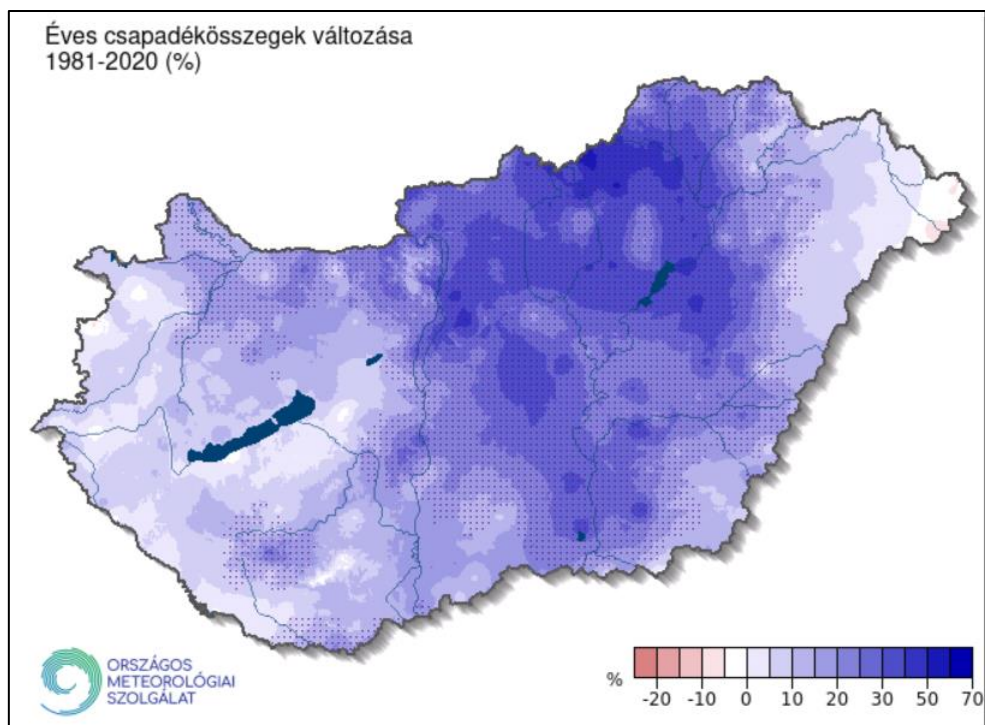 Éves csapadékösszegek változása
1981-2020 (%)
ORSZÁGOS
METEOROLÓGIAI
SZOLGÁLAT
%
-20 -10 0 10 20 30 50 70